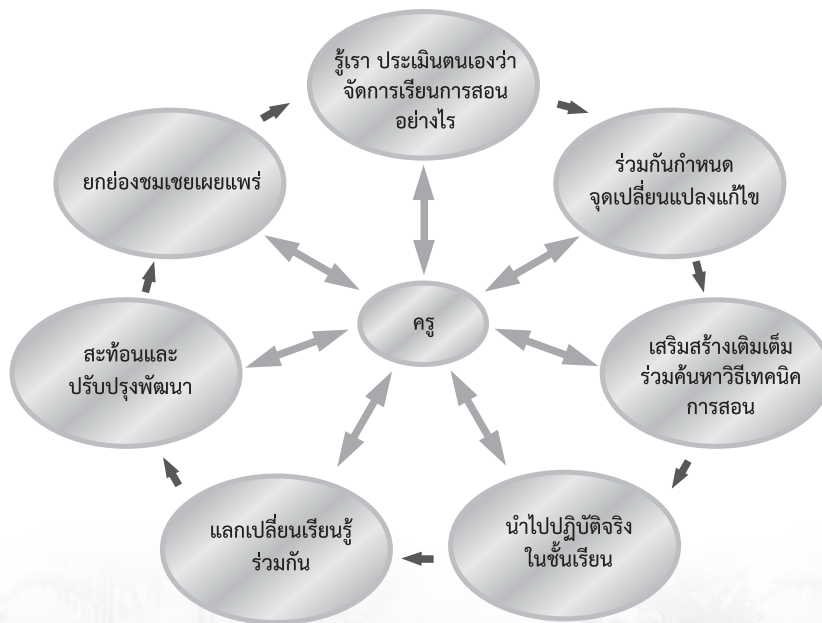 รู้เรา ประเมินตนเองว่า
จัดการเรียนการสอน
อย่างไร
ร่วมกันกำหนด
จุดเปลี่ยนแปลงแก้ไข
เสริมสร้างเติมเต็ม
ร่วมค้นหาวิธีเทคนิค
การสอน
นำไปปฏิบัติจริง
ในชั้นเรียน
แลกเปลี่ยนเรียนรู้
ร่วมกัน
สะท้อนและ
ปรับปรุงพัฒนา
ยกย่องชมเชยเผยแพร่
ครู